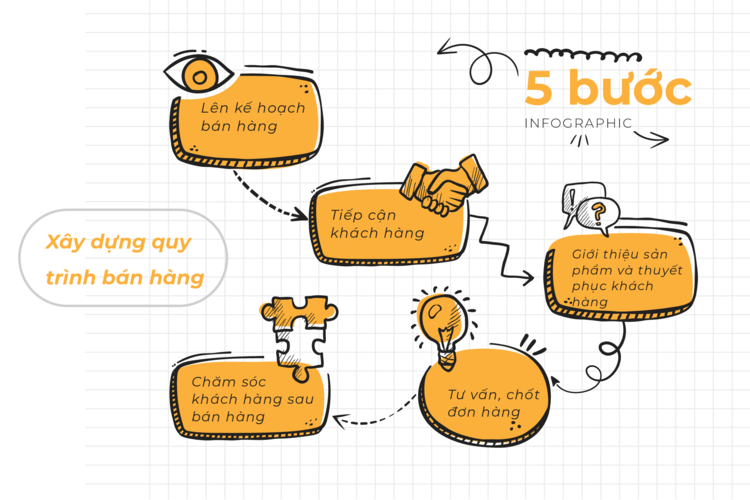 5 bước
INFOGRAPHIC
Xây dựng quy
trình bán hàng
Lên kế hoạch
bán hàng
Tiếp cận
khách hàng
!
?
Giới thiệu sản
phẩm và thuyết
phục khách
hàng
Tư vấn, chốt
đơn hàng
Chăm sóc
khách hàng sau
bán hàng